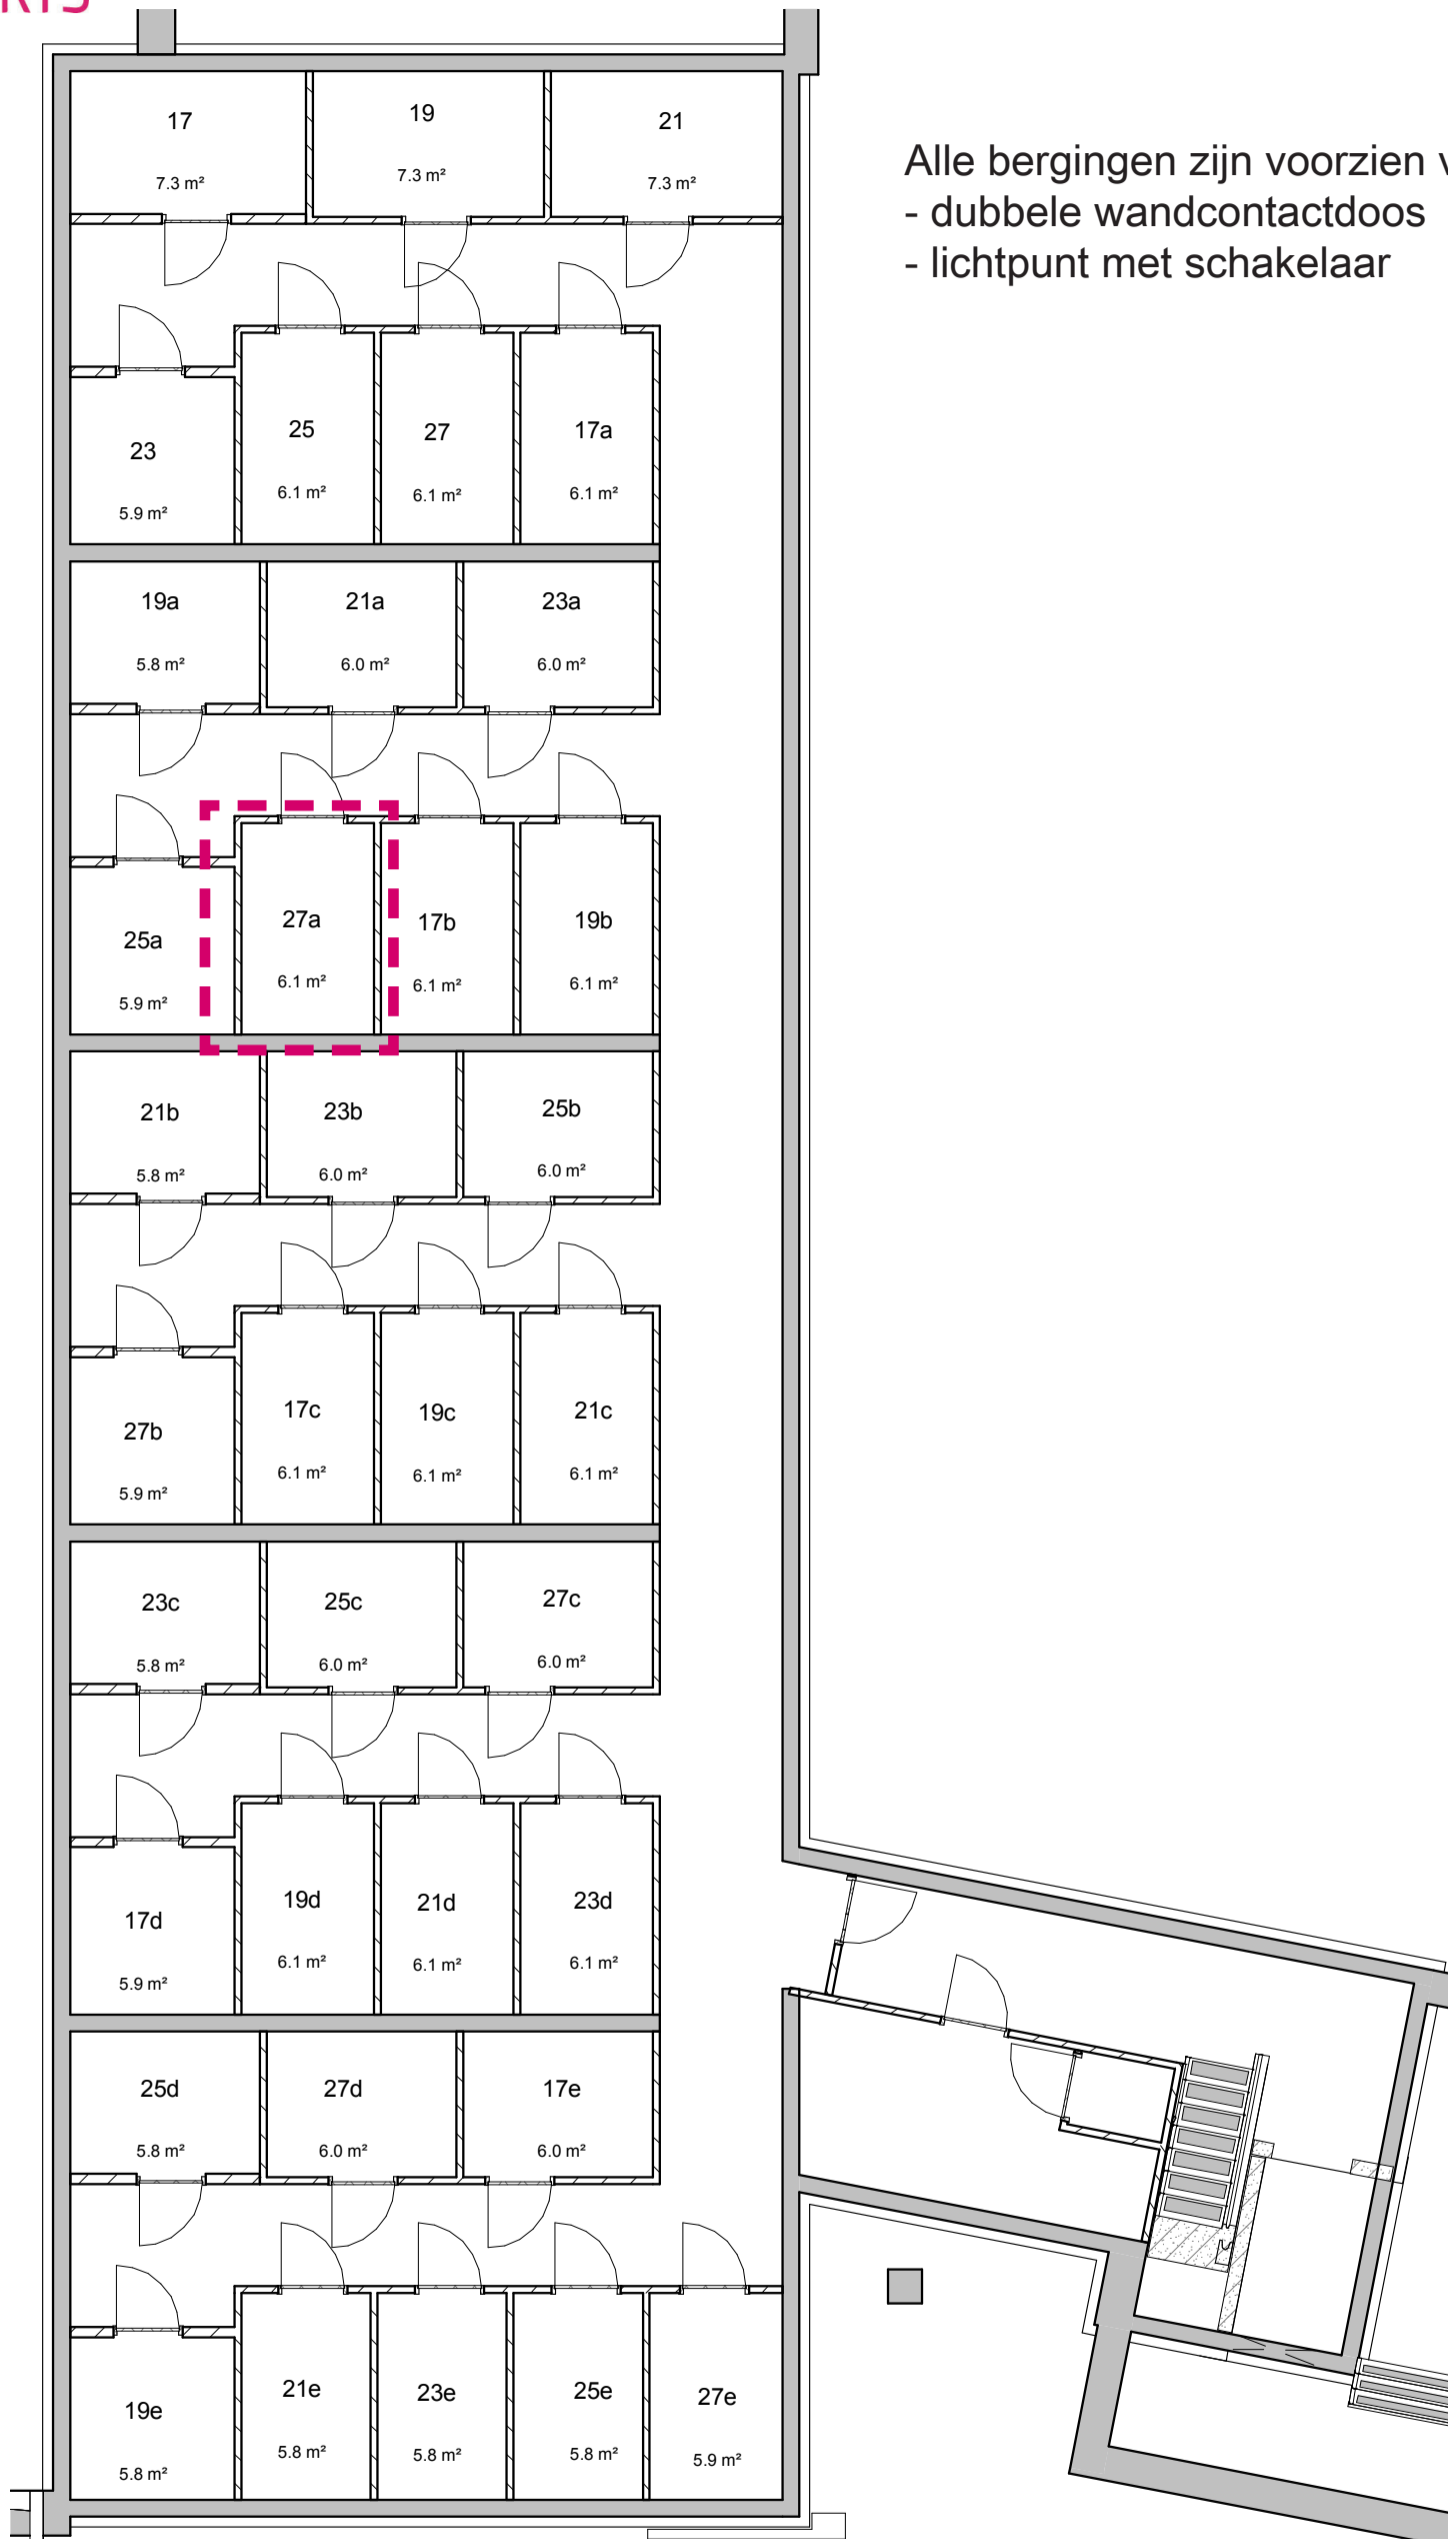 Alle bergingen zijn voorzien
- dubbele wandcontactdoos
- lichtpunt met schakelaar
17 19 21
7.3 m² 7.3 m² 7.3 m²
23 25 27 17a
5.9 m² 6.1 m² 6.1 m² 6.1 m²
19a 21a 23a
5.8 m² 6.0 m² 6.0 m²
25a 27a 17b 19b
5.9 m² 6.1 m² 6.1 m² 6.1 m²
21b 23b 25b
5.8 m² 6.0 m² 6.0 m²
27b 17c 19c 21c
5.9 m² 6.1 m² 6.1 m² 6.1 m²
23c 25c 27c
5.8 m² 6.0 m² 6.0 m²
17d 19d 21d 23d
5.9 m² 6.1 m² 6.1 m² 6.1 m²
25d 27d 17e
5.8 m² 6.0 m² 6.0 m²
19e 21e 23e 25e 27e
5.8 m² 5.8 m² 5.8 m² 5.8 m² 5.9 m²